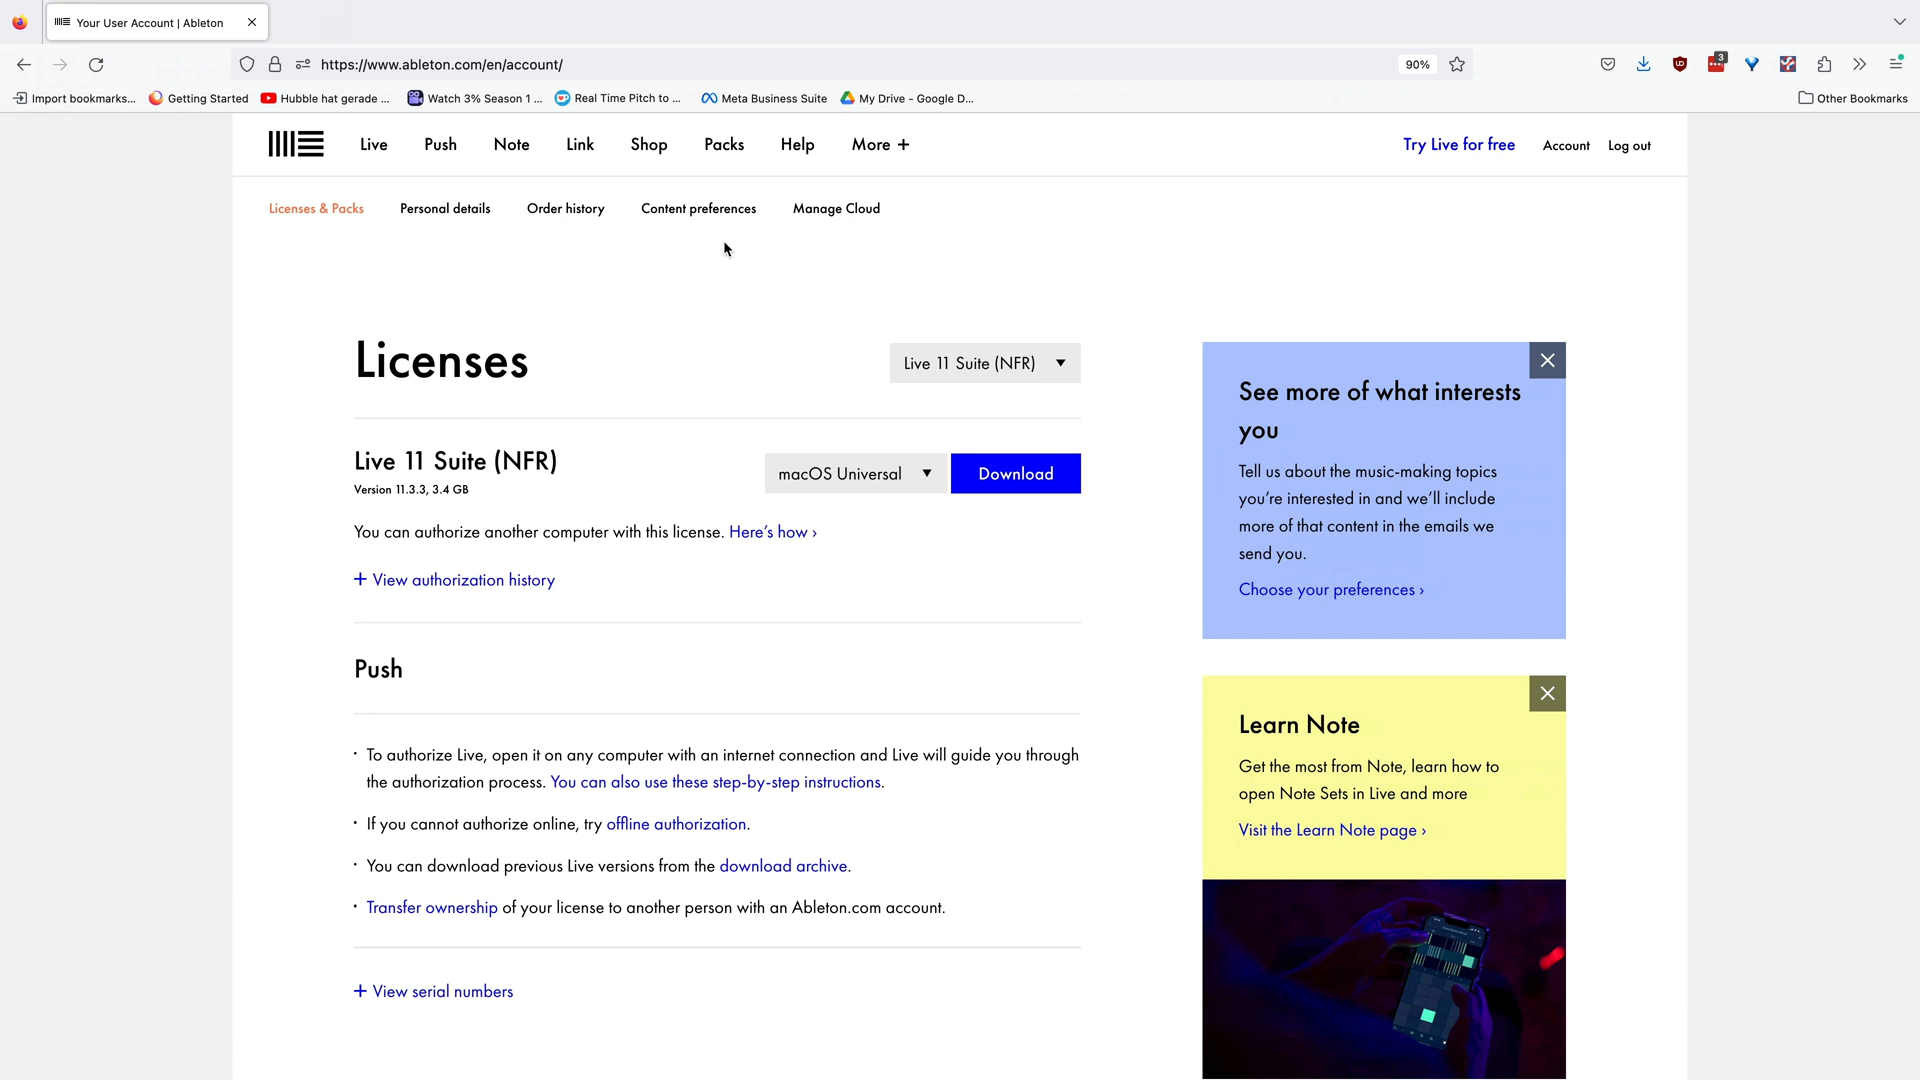 Your User Account | Ableton
https://www.ableton.com/en/account/
90%
3
Import bookmarks...
Getting Started
Hubble hat gerade ...
Watch 3% Season 1 ...
Real Time Pitch to ...
Meta Business Suite
My Drive - Google D...
Other Bookmarks
Live
Push
Note
Link
Shop
Packs
Help
More +
Try Live for free
Account
Log out
Licenses & Packs
Personal details
Order history
Content preferences
Manage Cloud
Licenses
Live 11 Suite (NFR)
Live 11 Suite (NFR)
Version 11.3.3, 3.4 GB
macOS Universal
Download
You can authorize another computer with this license. Here's how ›
+ View authorization history
Push
· To authorize Live, open it on any computer with an internet connection and Live will guide you through
the authorization process. You can also use these step-by-step instructions.
· If you cannot authorize online, try offline authorization.
· You can download previous Live versions from the download archive.
· Transfer ownership of your license to another person with an Ableton.com account.
+ View serial numbers
See more of what interests
you
Tell us about the music-making topics
you're interested in and we'll include
more of that content in the emails we
send you.
Choose your preferences ›
Learn Note
Get the most from Note, learn how to
open Note Sets in Live and more
Visit the Learn Note page ›